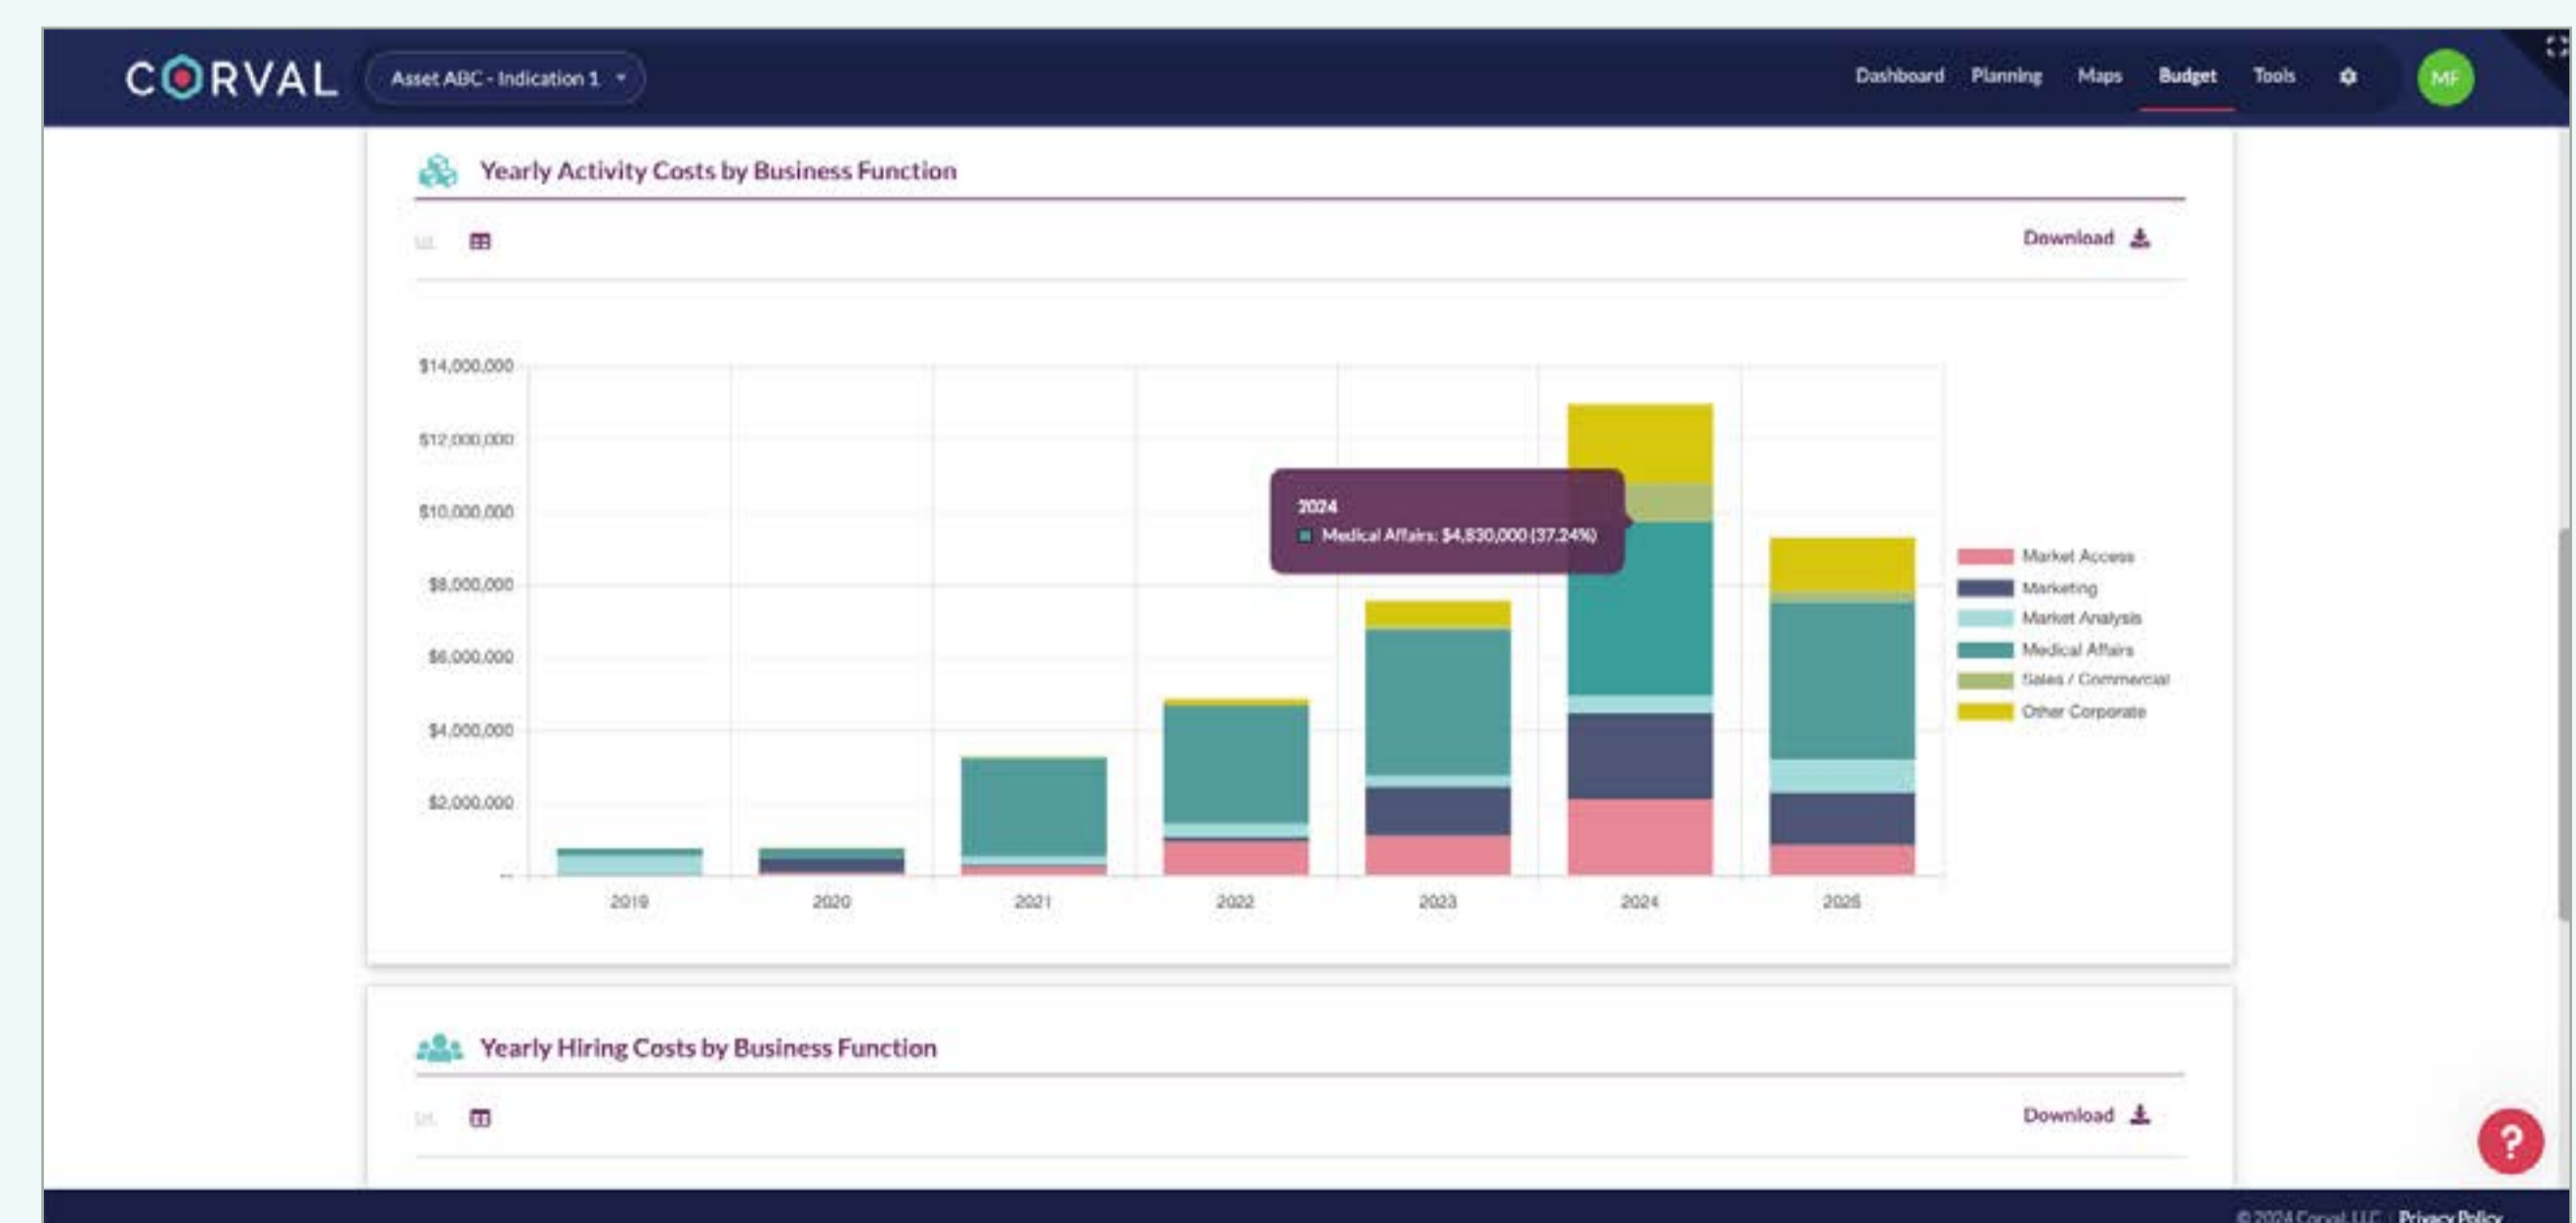 CORVAL
Asset ABC - Indication 1
Dashboard Planning Maps Budget Tools
MF
Yearly Activity Costs by Business Function
Download
$14,000,000
$12,000,000
$10,000,000
$8,000,000
$6,000,000
$4,000,000
$2,000,000
--
2024
Medical Affairs: $4,830,000 (37.24%)
Market Access
Marketing
Market Analysis
Medical Affairs
Sales / Commercial
Other Corporate
2019 2020 2021 2022 2023 2024 2025
Yearly Hiring Costs by Business Function
Download
?
© 2024 Corval, LLC | Privacy Policy